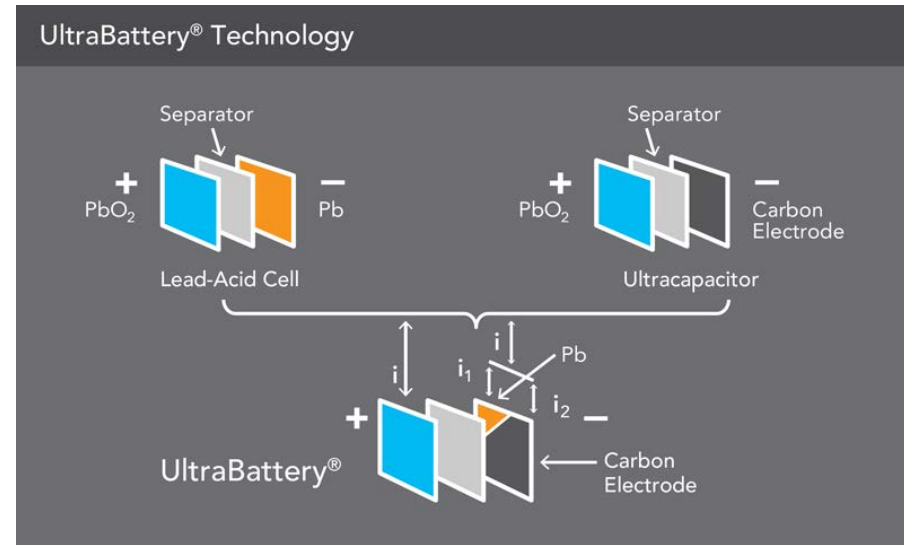 UltraBattery® Technology
Separator
+
PbO₂
−
Pb
Lead-Acid Cell
Separator
+
PbO₂
−
Carbon
Electrode
Ultracapacitor
i
i
i₁
Pb
i₂
+
−
UltraBattery®
Carbon
Electrode